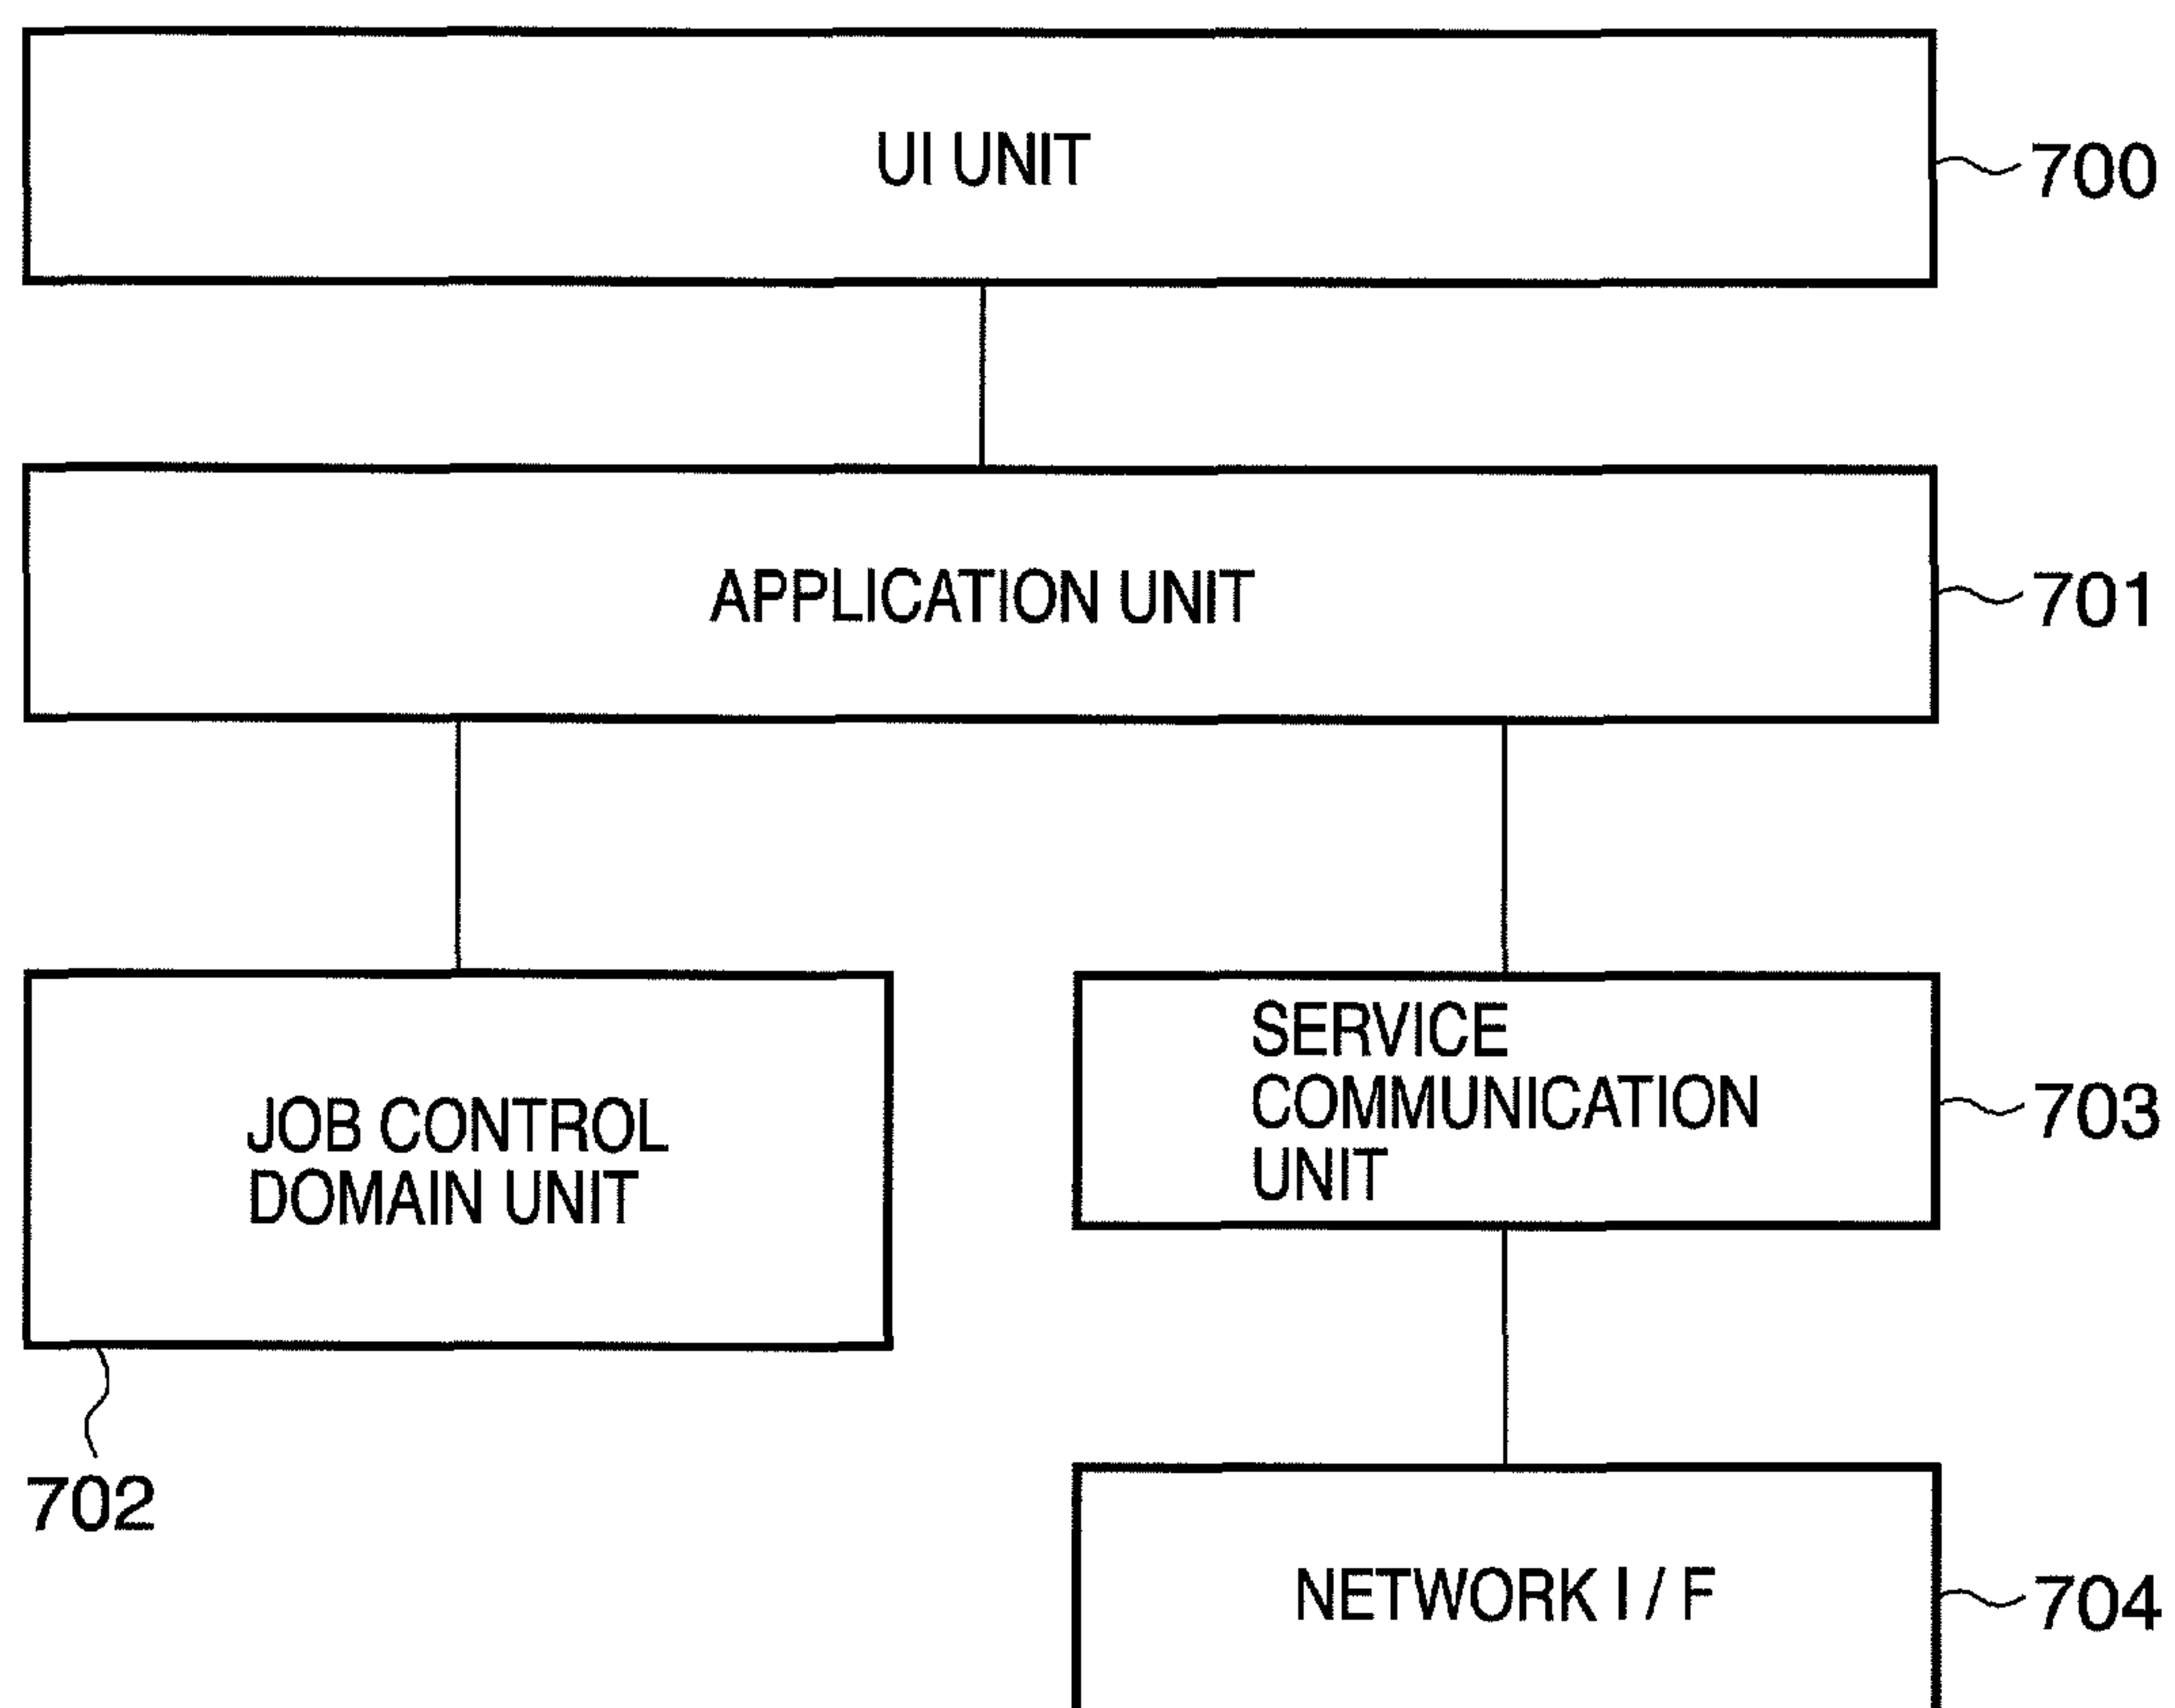 UI UNIT
700
APPLICATION UNIT
701
JOB CONTROL
DOMAIN UNIT
702
SERVICE
COMMUNICATION
UNIT
703
NETWORK I / F
704